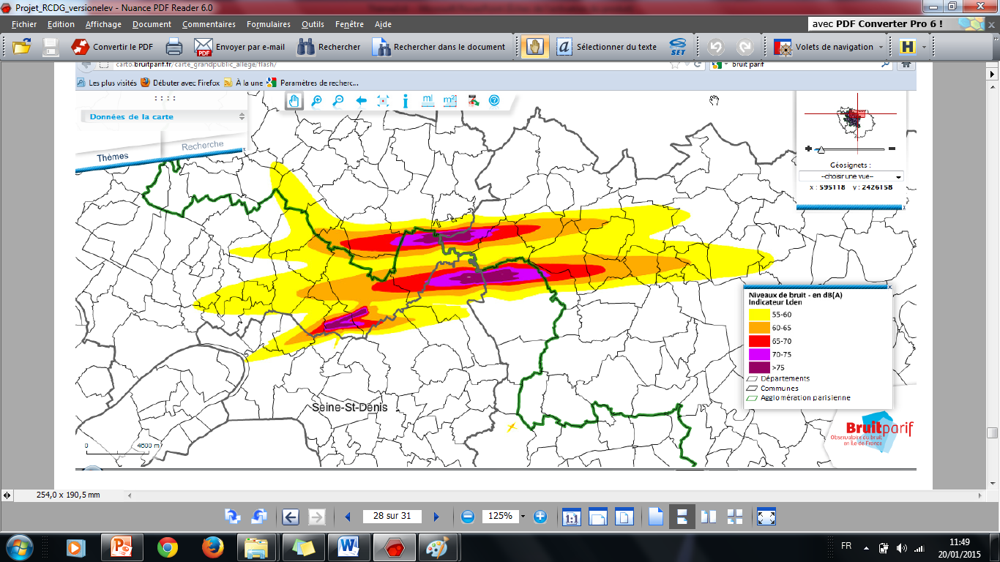 Projet_RCDG_versionelev - Nuance PDF Reader 6.0
Fichier Edition Affichage Document Commentaires Formulaires Outils Fenêtre Aide
avec PDF Converter Pro 6 !
Convertir le PDF Envoyer par e-mail Rechercher Rechercher dans le document Sélectionner du texte SET Volets de navigation H
carto.bruitparif.fr/carte_grandpublic_allege/flash/ bruit parif
Les plus visités Débuter avec Firefox À la une Paramètres de recherc...
Données de la carte
Thèmes Recherche
Géosignets :
--choisir une vue--
x : 595118 y : 2426158
Niveaux de bruit - en dB(A)
Indicateur Lden
55-60
60-65
65-70
70-75
>75
Départements
Communes
Agglomération parisienne
Seine-St-Denis
0 4600 m
Bruitparif
Observatoire du bruit
en Ile de France
254,0 x 190,5 mm
28 sur 31 125%
FR 11:49
20/01/2015